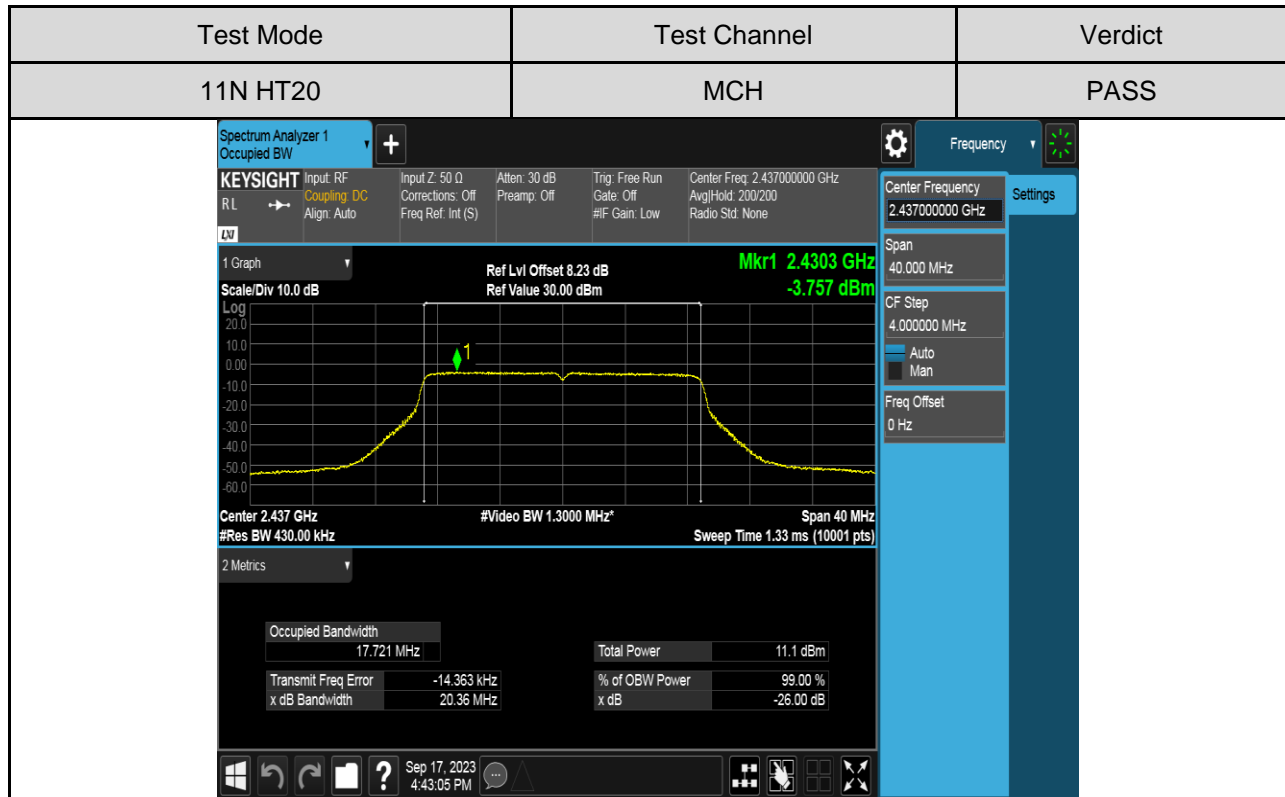 Test Mode Test Channel Verdict
11N HT20 MCH PASS
Spectrum Analyzer 1
Occupied BW
+
Frequency
KEYSIGHT
RL
LXI
Input: RF
Coupling: DC
Align: Auto
Input Z: 50 Ω
Corrections: Off
Freq Ref: Int (S)
Atten: 30 dB
Preamp: Off
Trig: Free Run
Gate: Off
#IF Gain: Low
Center Freq: 2.437000000 GHz
Avg|Hold: 200/200
Radio Std: None
Center Frequency
2.437000000 GHz
Settings
Span
40.000 MHz
CF Step
4.000000 MHz
Auto
Man
Freq Offset
0 Hz
1 Graph
Scale/Div 10.0 dB
Ref Lvl Offset 8.23 dB
Ref Value 30.00 dBm
Mkr1 2.4303 GHz
-3.757 dBm
Log
20.0
10.0
0.00
-10.0
-20.0
-30.0
-40.0
-50.0
-60.0
1
Center 2.437 GHz
#Res BW 430.00 kHz
#Video BW 1.3000 MHz*
Span 40 MHz
Sweep Time 1.33 ms (10001 pts)
2 Metrics
Occupied Bandwidth
17.721 MHz
Total Power 11.1 dBm
Transmit Freq Error -14.363 kHz
% of OBW Power 99.00 %
x dB Bandwidth 20.36 MHz
x dB -26.00 dB
?
Sep 17, 2023
4:43:05 PM